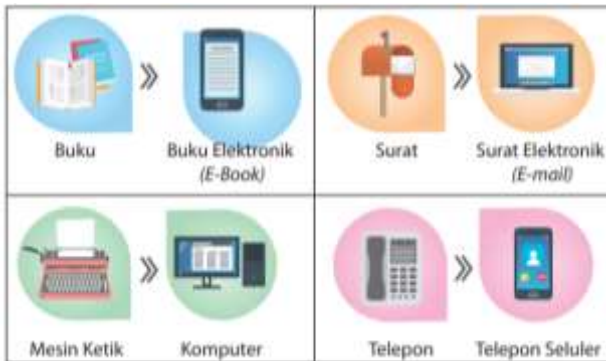 Buku
Buku Elektronik
(E-Book)
Surat
Surat Elektronik
(E-mail)
Mesin Ketik
Komputer
Telepon
Telepon Seluler